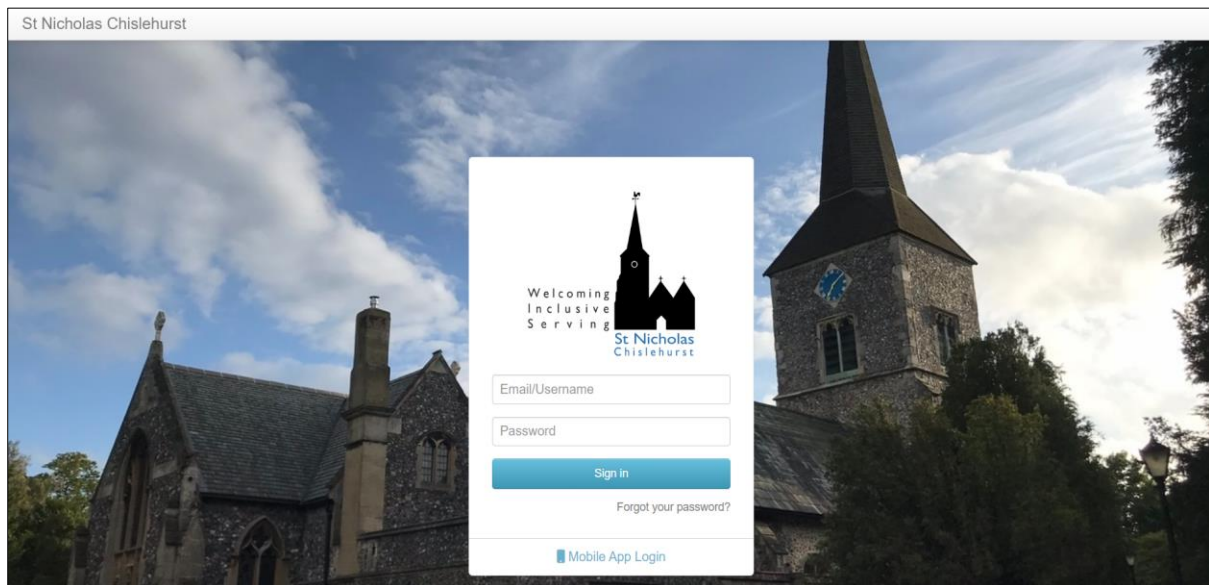 St Nicholas Chislehurst
Welcoming
Inclusive
Serving
St Nicholas
Chislehurst
Email/Username
Password
Sign in
Forgot your password?
Mobile App Login